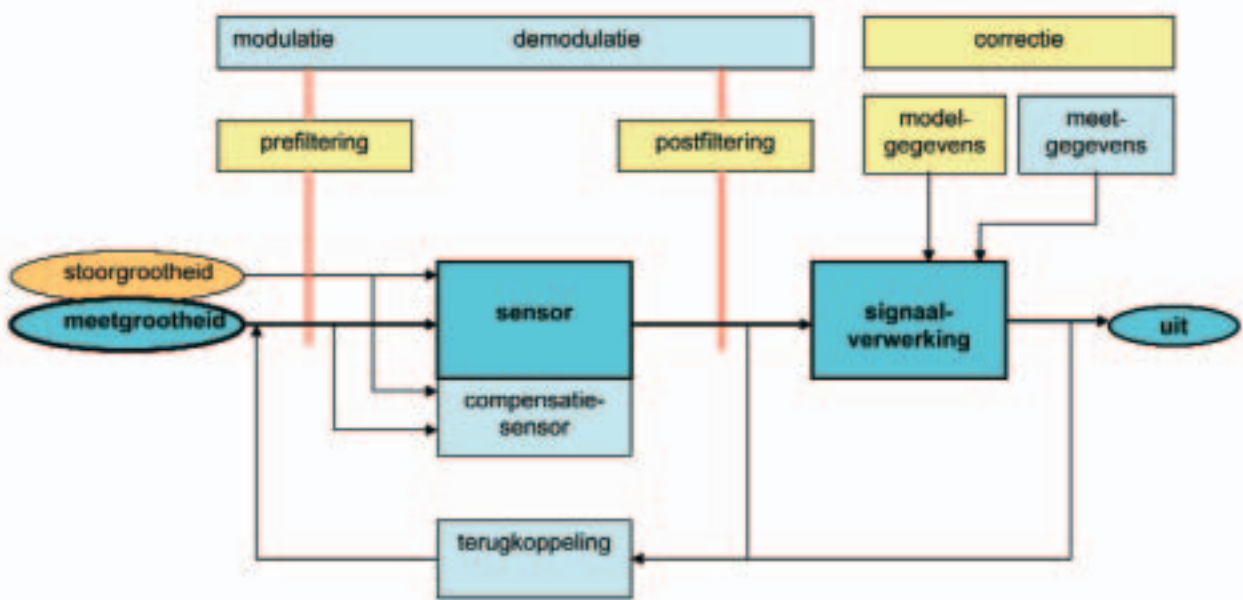 modulatie demodulatie correctie
prefiltering postfiltering model-
gegevens meet-
gegevens
stoorgrootheid
meetgrootheid sensor signaal-
verwerking uit
compensatie-
sensor
terugkoppeling